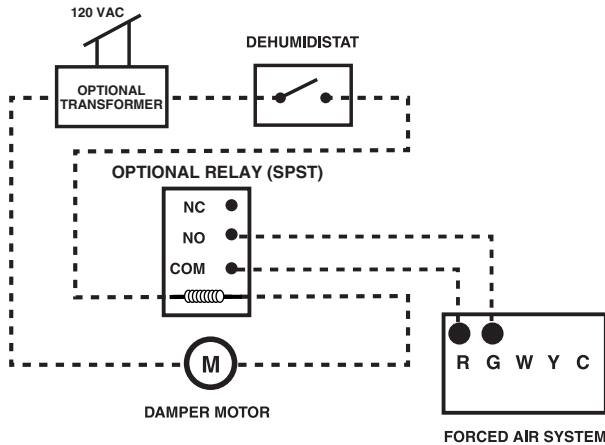 120 VAC
DEHUMIDISTAT
OPTIONAL
TRANSFORMER
OPTIONAL RELAY (SPST)
NC
NO
COM
M
R G W Y C
DAMPER MOTOR
FORCED AIR SYSTEM